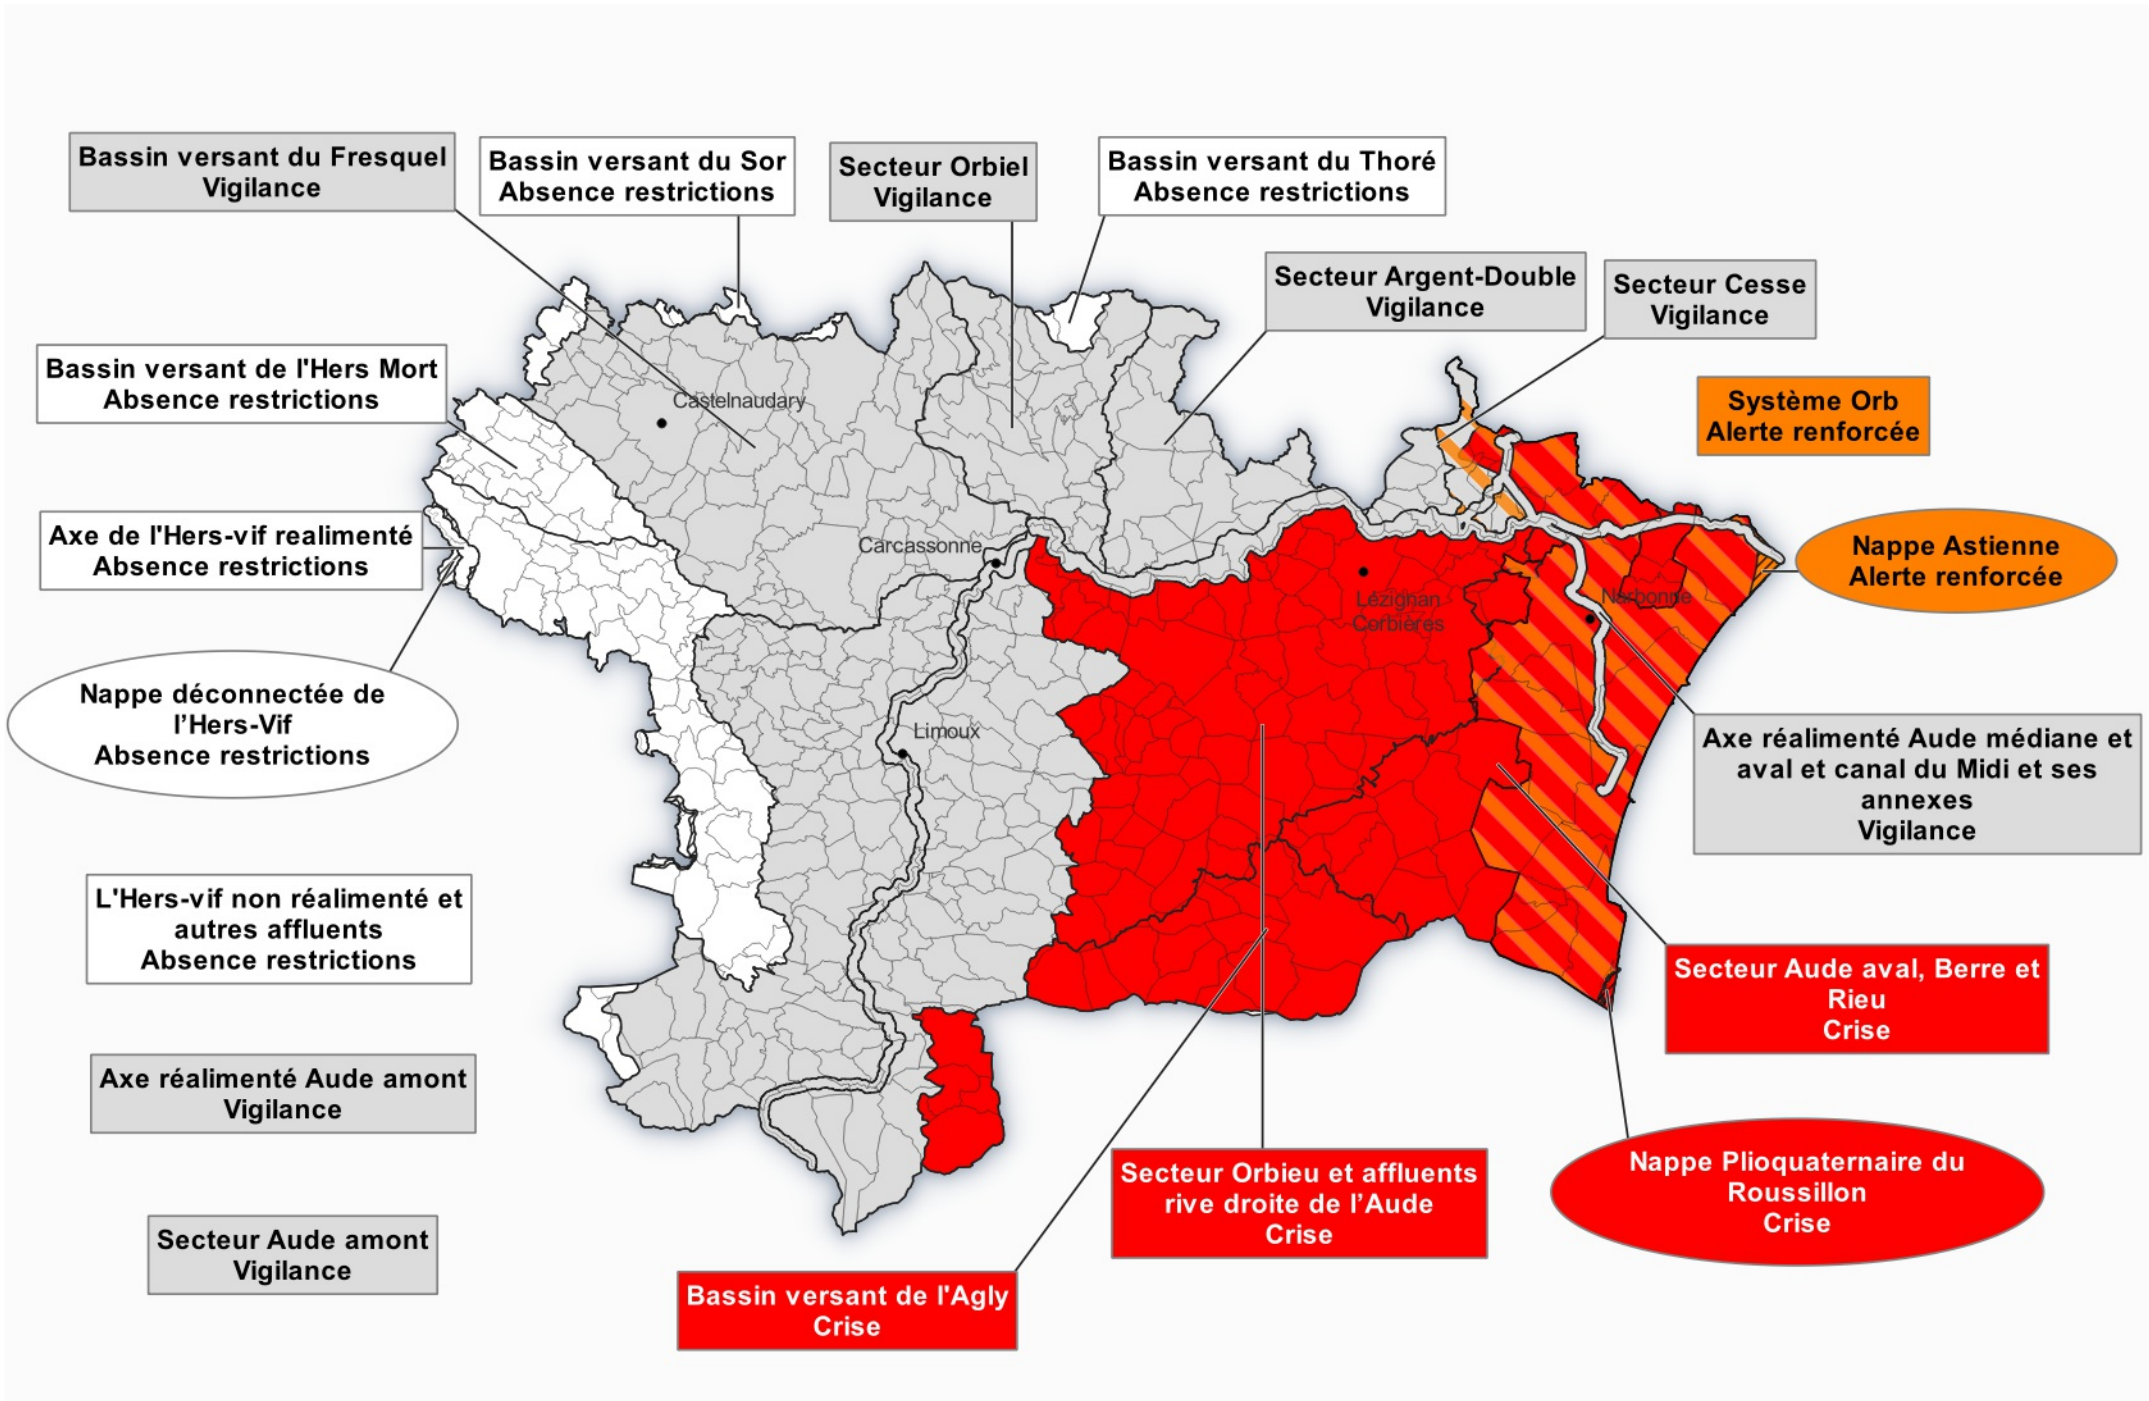 Bassin versant du Fresquel
Vigilance
Bassin versant du Sor
Absence restrictions
Secteur Orbiel
Vigilance
Bassin versant du Thoré
Absence restrictions
Secteur Argent-Double
Vigilance
Secteur Cesse
Vigilance
Bassin versant de l'Hers Mort
Absence restrictions
Système Orb
Alerte renforcée
Castelnaudary
Axe de l'Hers-vif realimenté
Absence restrictions
Carcassonne
Nappe Astienne
Alerte renforcée
Lézignan
Corbières
Narbonne
Nappe déconnectée de
l’Hers-Vif
Absence restrictions
Limoux
Axe réalimenté Aude médiane et
aval et canal du Midi et ses
annexes
Vigilance
L'Hers-vif non réalimenté et
autres affluents
Absence restrictions
Secteur Aude aval, Berre et
Rieu
Crise
Axe réalimenté Aude amont
Vigilance
Secteur Orbieu et affluents
rive droite de l’Aude
Crise
Nappe Plioquaternaire du
Roussillon
Crise
Secteur Aude amont
Vigilance
Bassin versant de l'Agly
Crise